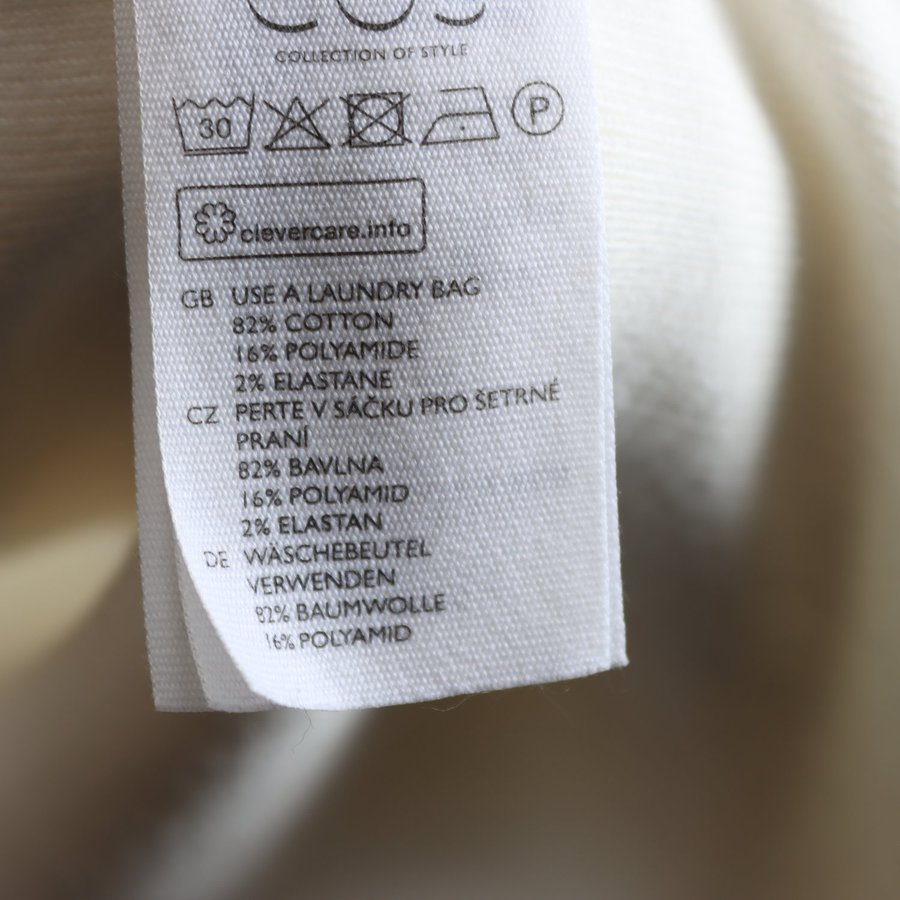 COS
COLLECTION OF STYLE
30
P
clevercare.info
GB USE A LAUNDRY BAG
82% COTTON
16% POLYAMIDE
2% ELASTANE
CZ PERTE V SÁČKU PRO ŠETRNÉ
PRANÍ
82% BAVLNA
16% POLYAMID
2% ELASTAN
DE WÄSCHEBEUTEL
VERWENDEN
82% BAUMWOLLE
16% POLYAMID